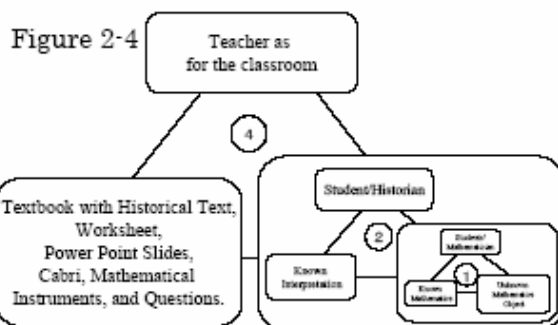 Figure 2-4
Teacher as
for the classroom
4
Textbook with Historical Text,
Worksheet,
Power Point Slides,
Cabri, Mathematical
Instruments, and Questions.
Student/Historian
2
Known
Interpretation
Student/
Mathematician
1
Known
Mathematics
Unknown
Mathematics
Object